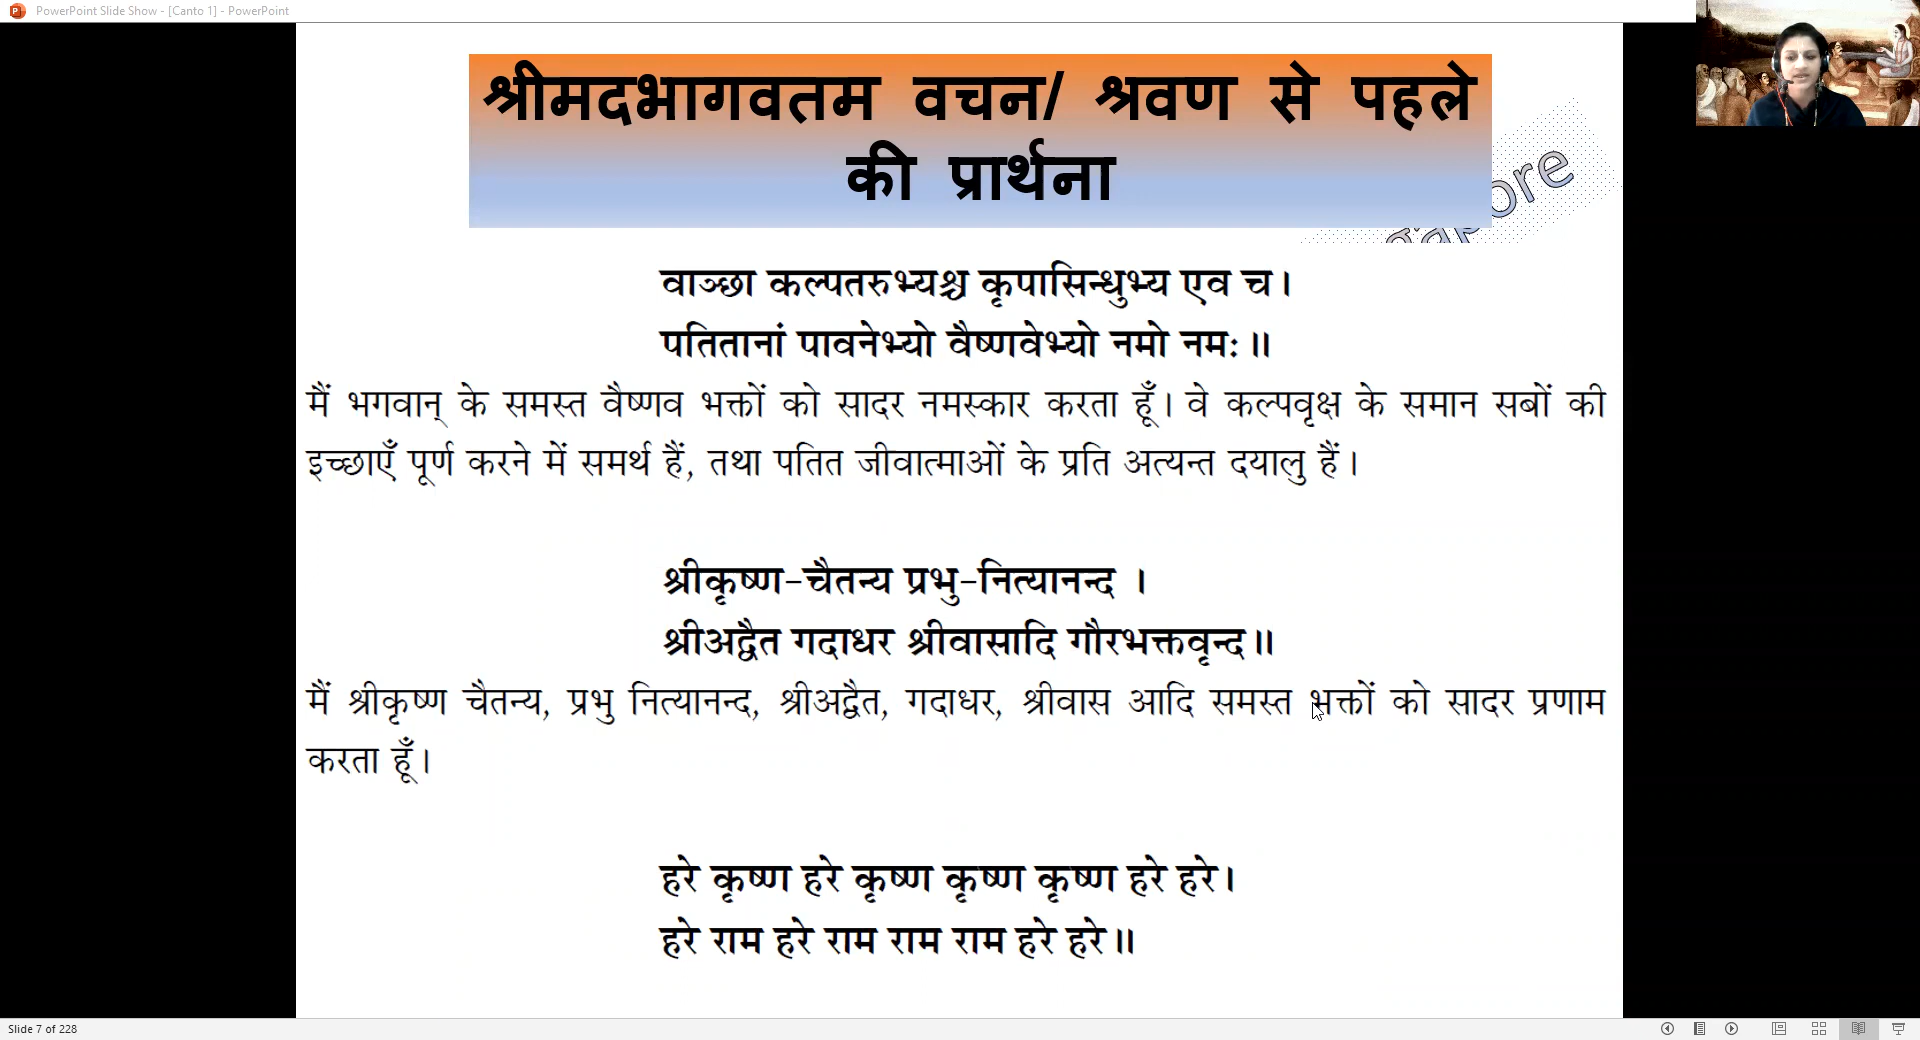 PowerPoint Slide Show - [Canto 1] - PowerPoint
श्रीमदभागवतम वचन/ श्रवण से पहले
की प्रार्थना
वाञ्छा कल्पतरुभ्यश्च कृपासिन्धुभ्य एव च।
पतितानां पावनेभ्यो वैष्णवेभ्यो नमो नमः॥
मैं भगवान् के समस्त वैष्णव भक्तों को सादर नमस्कार करता हूँ। वे कल्पवृक्ष के समान सबों की
इच्छाएँ पूर्ण करने में समर्थ हैं, तथा पतित जीवात्माओं के प्रति अत्यन्त दयालु हैं।
श्रीकृष्ण-चैतन्य प्रभु-नित्यानन्द ।
श्रीअद्वैत गदाधर श्रीवासादि गौरभक्तवृन्द॥
मैं श्रीकृष्ण चैतन्य, प्रभु नित्यानन्द, श्रीअद्वैत, गदाधर, श्रीवास आदि समस्त भक्तों को सादर प्रणाम
करता हूँ।
हरे कृष्ण हरे कृष्ण कृष्ण कृष्ण हरे हरे।
हरे राम हरे राम राम राम हरे हरे॥
Slide 7 of 228